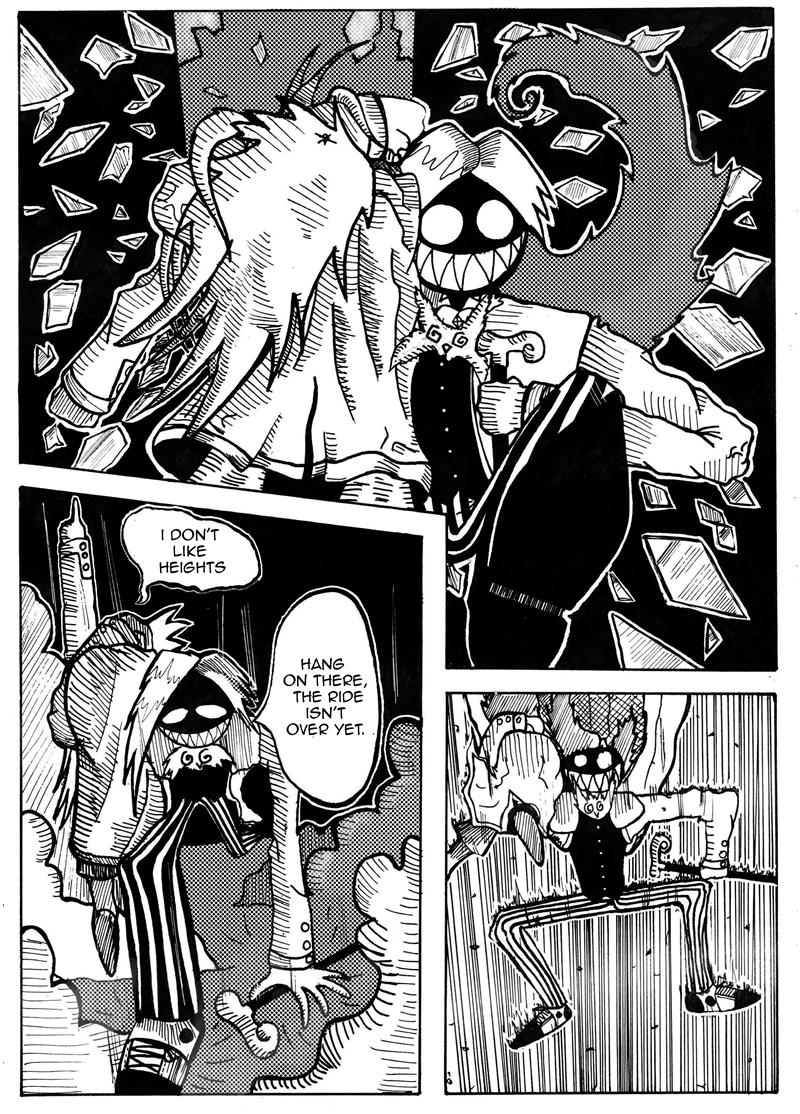 I DON'T
LIKE
HEIGHTS
HANG
ON THERE,
THE RIDE
ISN'T
OVER YET.